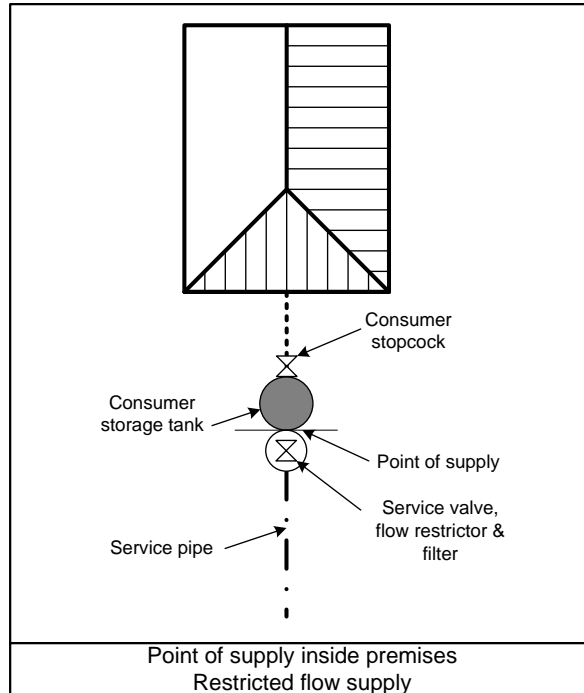 Consumer
stopcock
Consumer
storage tank
Point of supply
Service valve,
flow restrictor &
filter
Service pipe
Point of supply inside premises
Restricted flow supply